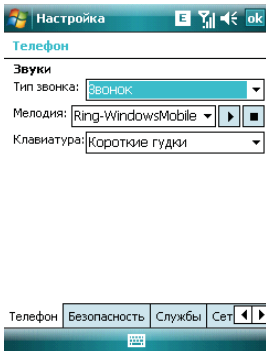 Настройка E ok
Телефон
Звуки
Тип звонка: Звонок
Мелодия: Ring-WindowsMobile
Клавиатура: Короткие гудки
Телефон Безопасность Службы Сет